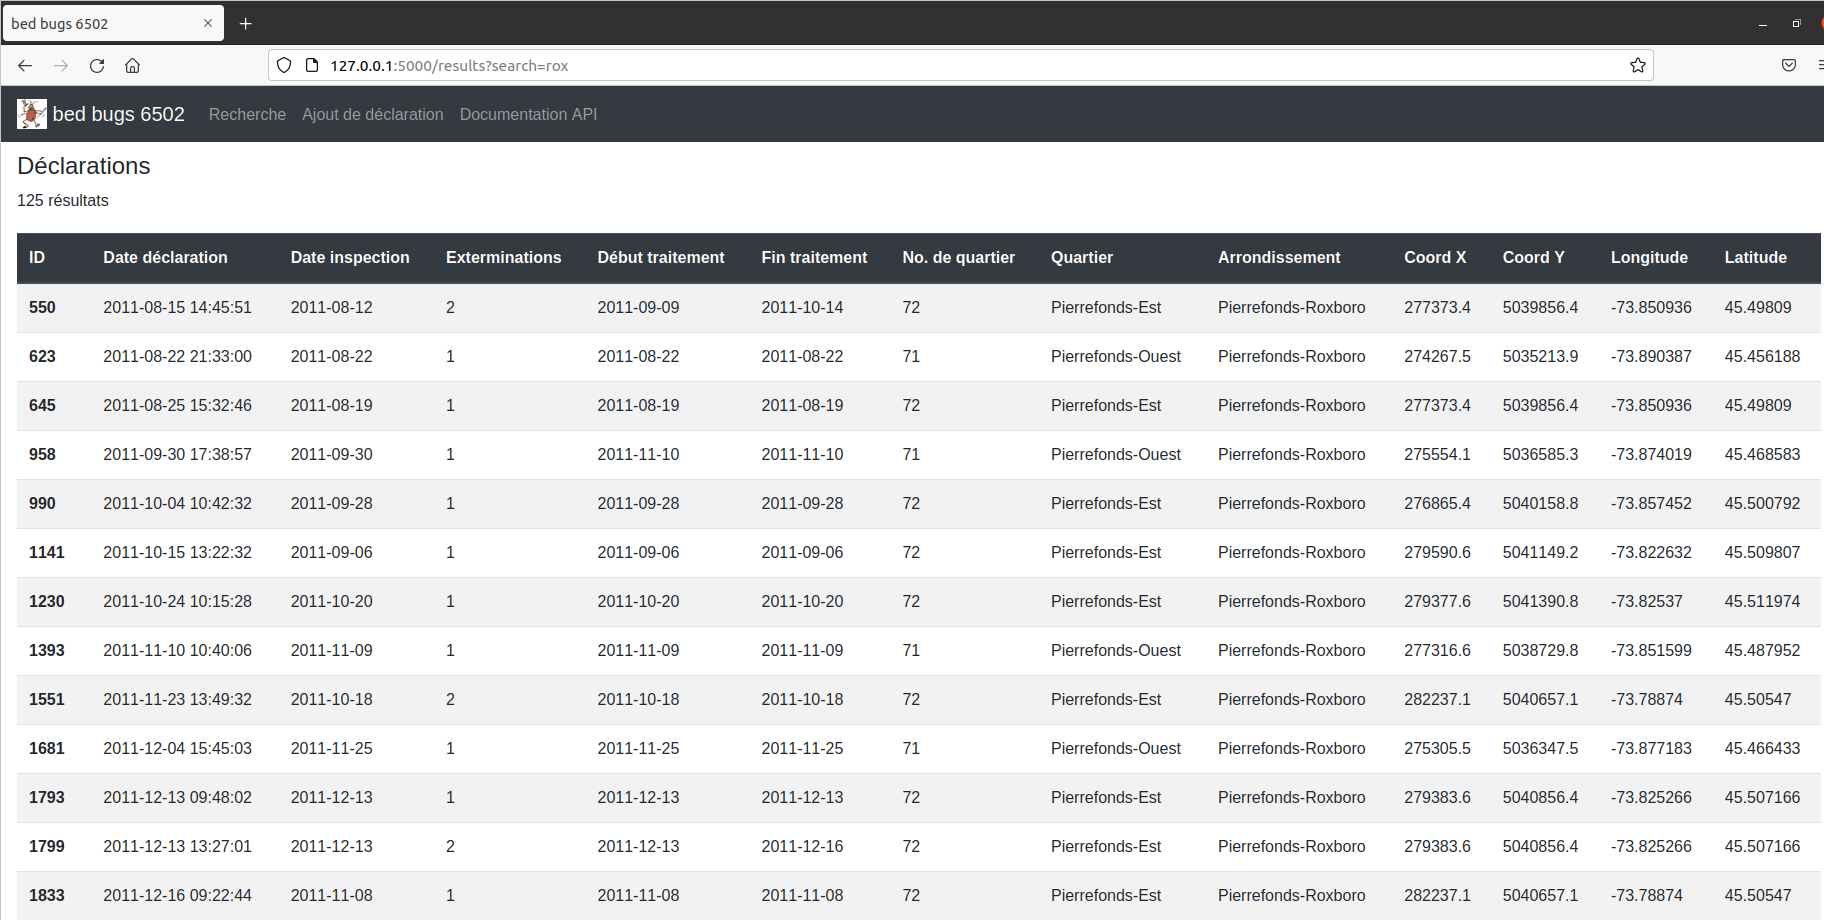 bed bugs 6502
127.0.0.1:5000/results?search=rox
bed bugs 6502 Recherche Ajout de déclaration Documentation API
Déclarations
125 résultats
ID Date déclaration Date inspection Exterminations Début traitement Fin traitement No. de quartier Quartier Arrondissement Coord X Coord Y Longitude Latitude
550 2011-08-15 14:45:51 2011-08-12 2 2011-09-09 2011-10-14 72 Pierrefonds-Est Pierrefonds-Roxboro 277373.4 5039856.4 -73.850936 45.49809
623 2011-08-22 21:33:00 2011-08-22 1 2011-08-22 2011-08-22 71 Pierrefonds-Ouest Pierrefonds-Roxboro 274267.5 5035213.9 -73.890387 45.456188
645 2011-08-25 15:32:46 2011-08-19 1 2011-08-19 2011-08-19 72 Pierrefonds-Est Pierrefonds-Roxboro 277373.4 5039856.4 -73.850936 45.49809
958 2011-09-30 17:38:57 2011-09-30 1 2011-11-10 2011-11-10 71 Pierrefonds-Ouest Pierrefonds-Roxboro 275554.1 5036585.3 -73.874019 45.468583
990 2011-10-04 10:42:32 2011-09-28 1 2011-09-28 2011-09-28 72 Pierrefonds-Est Pierrefonds-Roxboro 276865.4 5040158.8 -73.857452 45.500792
1141 2011-10-15 13:22:32 2011-09-06 1 2011-09-06 2011-09-06 72 Pierrefonds-Est Pierrefonds-Roxboro 279590.6 5041149.2 -73.822632 45.509807
1230 2011-10-24 10:15:28 2011-10-20 1 2011-10-20 2011-10-20 72 Pierrefonds-Est Pierrefonds-Roxboro 279377.6 5041390.8 -73.82537 45.511974
1393 2011-11-10 10:40:06 2011-11-09 1 2011-11-09 2011-11-09 71 Pierrefonds-Ouest Pierrefonds-Roxboro 277316.6 5038729.8 -73.851599 45.487952
1551 2011-11-23 13:49:32 2011-10-18 2 2011-10-18 2011-10-18 72 Pierrefonds-Est Pierrefonds-Roxboro 282237.1 5040657.1 -73.78874 45.50547
1681 2011-12-04 15:45:03 2011-11-25 1 2011-11-25 2011-11-25 71 Pierrefonds-Ouest Pierrefonds-Roxboro 275305.5 5036347.5 -73.877183 45.466433
1793 2011-12-13 09:48:02 2011-12-13 1 2011-12-13 2011-12-13 72 Pierrefonds-Est Pierrefonds-Roxboro 279383.6 5040856.4 -73.825266 45.507166
1799 2011-12-13 13:27:01 2011-12-13 2 2011-12-13 2011-12-16 72 Pierrefonds-Est Pierrefonds-Roxboro 279383.6 5040856.4 -73.825266 45.507166
1833 2011-12-16 09:22:44 2011-11-08 1 2011-11-08 2011-11-08 72 Pierrefonds-Est Pierrefonds-Roxboro 282237.1 5040657.1 -73.78874 45.50547